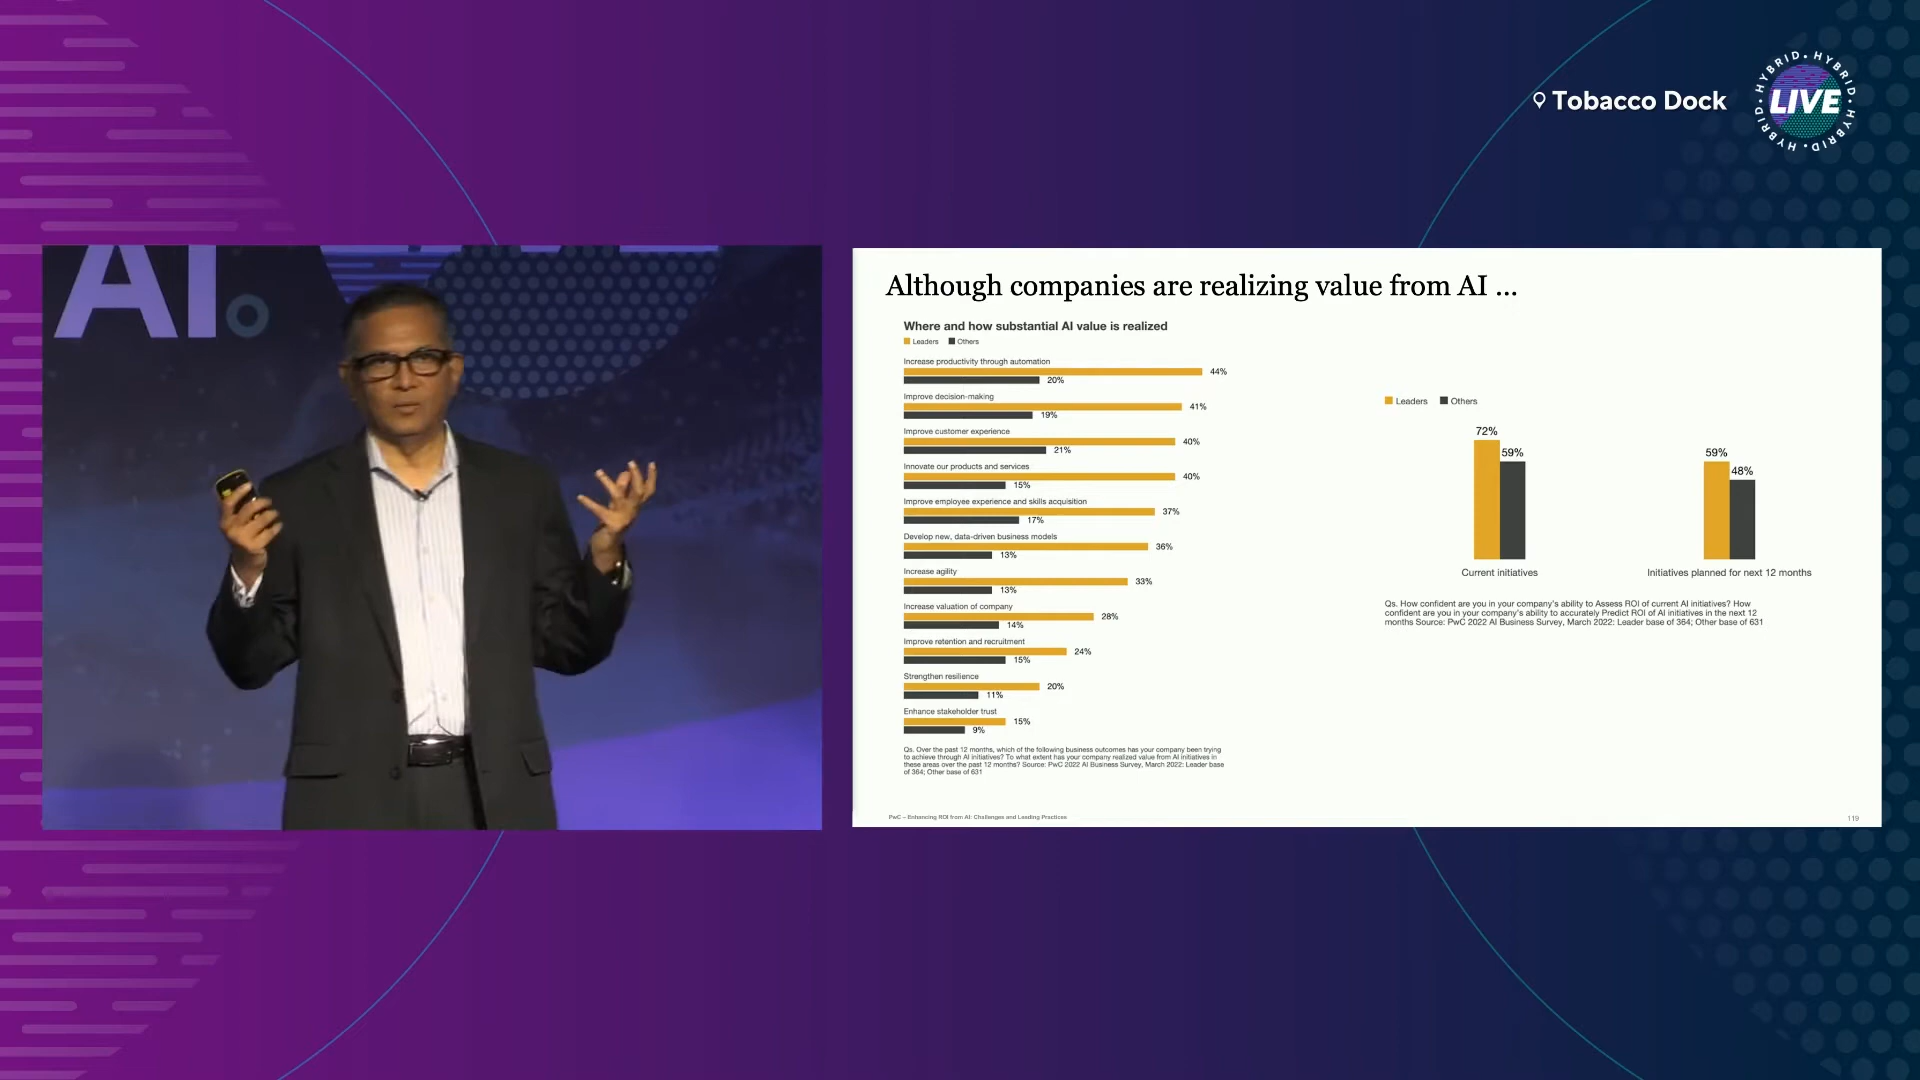 Tobacco Dock
HYBRID • HYBRID • HYBRID • HYBRID •
LIVE
AI
Although companies are realizing value from AI ...
Where and how substantial AI value is realized
Leaders Others
Increase productivity through automation
44%
20%
Improve decision-making
41%
19%
Improve customer experience
40%
21%
Innovate our products and services
40%
15%
Improve employee experience and skills acquisition
37%
17%
Develop new, data-driven business models
36%
13%
Increase agility
33%
13%
Increase valuation of company
28%
14%
Improve retention and recruitment
24%
15%
Strengthen resilience
20%
11%
Enhance stakeholder trust
15%
9%
Qs. Over the past 12 months, which of the following business outcomes has your company been trying
to achieve through AI initiatives? To what extent has your company realized value from AI initiatives in
these areas over the past 12 months? Source: PwC 2022 AI Business Survey, March 2022: Leader base
of 364; Other base of 631
Leaders Others
72%
59%
59%
48%
Current initiatives
Initiatives planned for next 12 months
Qs. How confident are you in your company's ability to Assess ROI of current AI initiatives? How
confident are you in your company's ability to accurately Predict ROI of AI initiatives in the next 12
months Source: PwC 2022 AI Business Survey, March 2022: Leader base of 364; Other base of 631
PwC – Enhancing ROI from AI: Challenges and Leading Practices
119